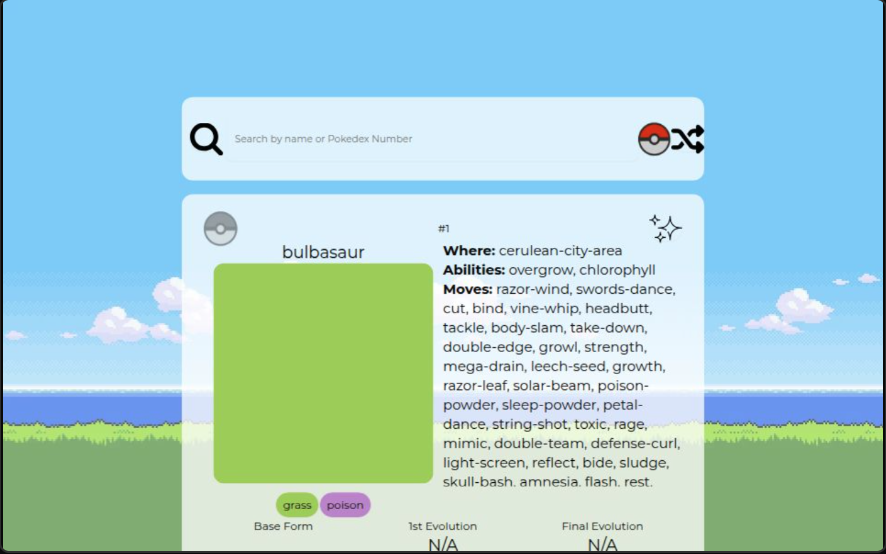 Search by name or Pokedex Number
#1
bulbasaur
Where: cerulean-city-area
Abilities: overgrow, chlorophyll
Moves: razor-wind, swords-dance,
cut, bind, vine-whip, headbutt,
tackle, body-slam, take-down,
double-edge, growl, strength,
mega-drain, leech-seed, growth,
razor-leaf, solar-beam, poison-
powder, sleep-powder, petal-
dance, string-shot, toxic, rage,
mimic, double-team, defense-curl,
light-screen, reflect, bide, sludge,
skull-bash, amnesia, flash, rest,
grass poison
Base Form 1st Evolution Final Evolution
N/A N/A